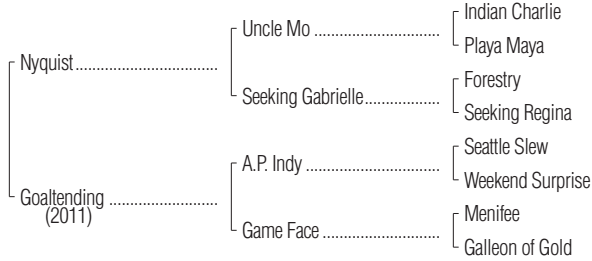 Indian Charlie
Uncle Mo
Playa Maya
Nyquist
Forestry
Seeking Gabrielle
Seeking Regina
Seattle Slew
A.P. Indy
Weekend Surprise
Goaltending
(2011)
Menifee
Game Face
Galleon of Gold